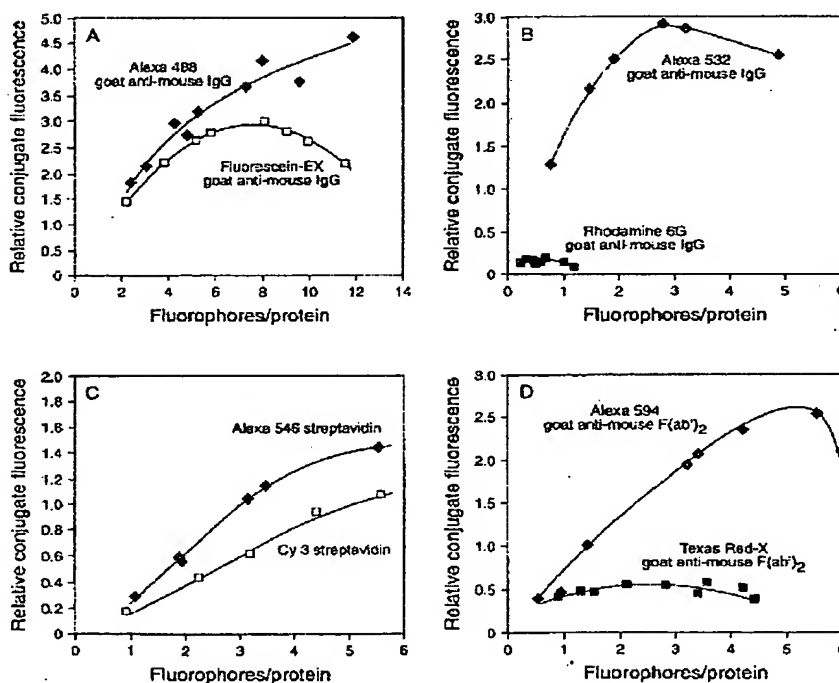 A
Relative conjugate fluorescence
5.0
4.5
4.0
3.5
3.0
2.5
2.0
1.5
1.0
0.5
0
Alexa 488
goat anti-mouse IgG
Fluorescein-EX
goat anti-mouse IgG
0 2 4 6 8 10 12 14
Fluorophores/protein
B
Relative conjugate fluorescence
3.0
2.5
2.0
1.5
1.0
0.5
0
Alexa 532
goat anti-mouse IgG
Rhodamine 6G
goat anti-mouse IgG
0 1 2 3 4 5 6
Fluorophores/protein
C
Relative conjugate fluorescence
2.0
1.8
1.6
1.4
1.2
1.0
0.8
0.6
0.4
0.2
0.0
Alexa 546 streptavidin
Cy 3 streptavidin
0 1 2 3 4 5 6
Fluorophores/protein
D
Relative conjugate fluorescence
3.0
2.5
2.0
1.5
1.0
0.5
0
Alexa 594
goat anti-mouse F(ab')2
Texas Red-X
goat anti-mouse F(ab')2
0 1 2 3 4 5 6
Fluorophores/protein